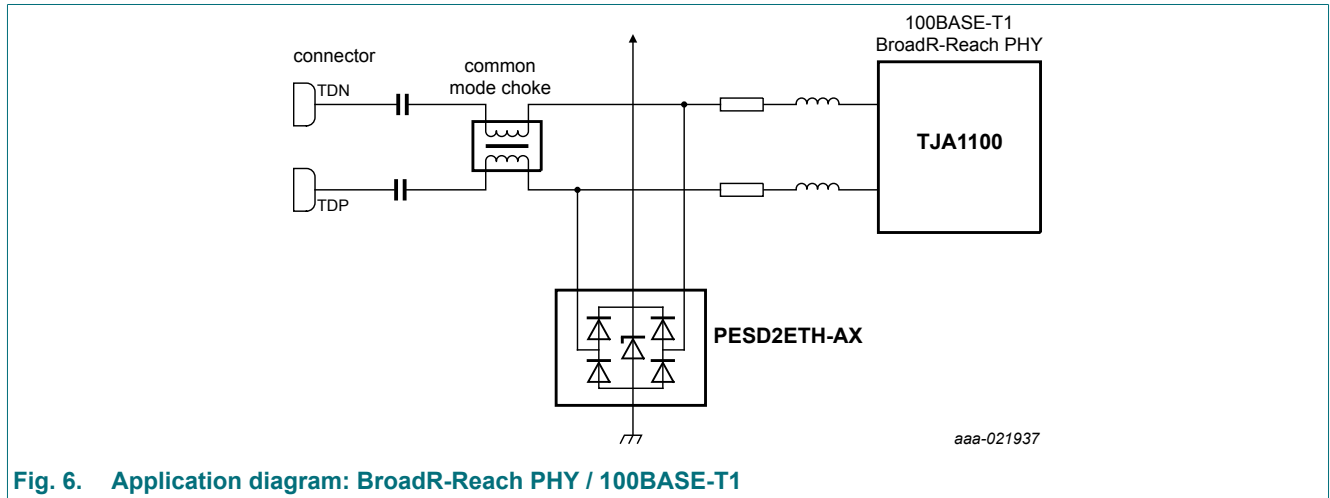 100BASE-T1
BroadR-Reach PHY
connector
common
mode choke
TDN
TJA1100
TDP
PESD2ETH-AX
aaa-021937
Fig. 6. Application diagram: BroadR-Reach PHY / 100BASE-T1